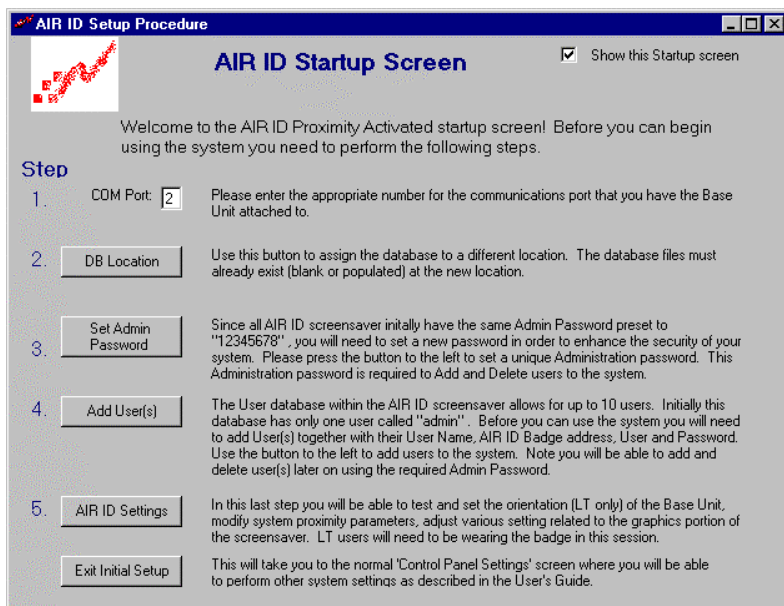 AIR ID Setup Procedure
AIR ID Startup Screen
Show this Startup screen
Welcome to the AIR ID Proximity Activated startup screen! Before you can begin
using the system you need to perform the following steps.
Step
1. COM Port: 2 Please enter the appropriate number for the communications port that you have the Base
Unit attached to.
2. DB Location Use this button to assign the database to a different location. The database files must
already exist (blank or populated) at the new location.
3. Set Admin
Password
Since all AIR ID screensaver initally have the same Admin Password preset to
"12345678" , you will need to set a new password in order to enhance the security of your
system. Please press the button to the left to set a unique Administration password. This
Administration password is required to Add and Delete users to the system.
4. Add User(s) The User database within the AIR ID screensaver allows for up to 10 users. Initially this
database has only one user called "admin" . Before you can use the system you will need
to add User(s) together with their User Name, AIR ID Badge address, User and Password.
Use the button to the left to add users to the system. Note you will be able to add and
delete user(s) later on using the required Admin Password.
5. AIR ID Settings In this last step you will be able to test and set the orientation (LT only) of the Base Unit,
modify system proximity parameters, adjust various setting related to the graphics portion of
the screensaver. LT users will need to be wearing the badge in this session.
Exit Initial Setup This will take you to the normal 'Control Panel Settings' screen where you will be able
to perform other system settings as described in the User's Guide.